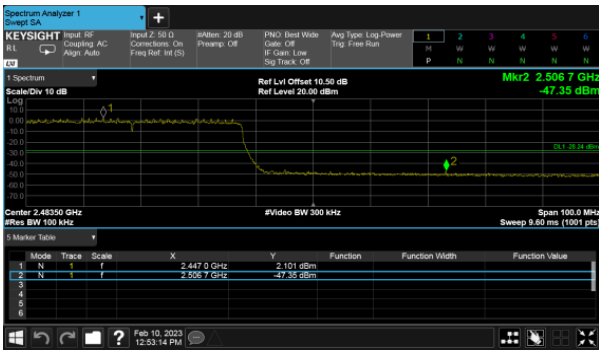 Spectrum Analyzer 1
Swept SA
+
KEYSIGHT Input: RF Input Z: 50 Ω #Atten: 20 dB PNO: Best Wide Avg Type: Log-Power 1 2 3 4 5 6
RL Coupling: AC Corrections: On Preamp: Off Gate: Off Trig: Free Run M W W W W W
Align: Auto Freq Ref: Int (S) IF Gain: Low P N N N N N
Sig Track: Off
LXI
1 Spectrum Ref Lvl Offset 10.50 dB Mkr2 2.506 7 GHz
Scale/Div 10 dB Ref Level 20.00 dBm -47.35 dBm
Log
10.0
0.00
-10.0
-20.0
-30.0
-40.0
-50.0
-60.0
-70.0
1
DL1 -28.24 dBm
2
Center 2.48350 GHz #Video BW 300 kHz Span 100.0 MHz
#Res BW 100 kHz Sweep 9.60 ms (1001 pts)
5 Marker Table
Mode Trace Scale X Y Function Function Width Function Value
1 N 1 f 2.447 0 GHz 2.101 dBm
2 N 1 f 2.506 7 GHz -47.35 dBm
3
4
5
6
? Feb 10, 2023
12:53:14 PM